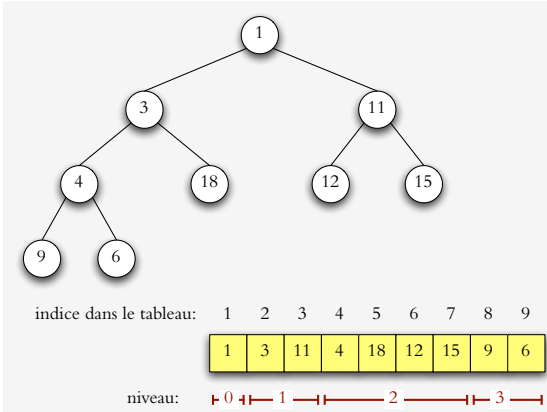 1
3 11
4 18 12 15
9 6
indice dans le tableau: 1 2 3 4 5 6 7 8 9
1 3 11 4 18 12 15 9 6
niveau: 0 1 2 3